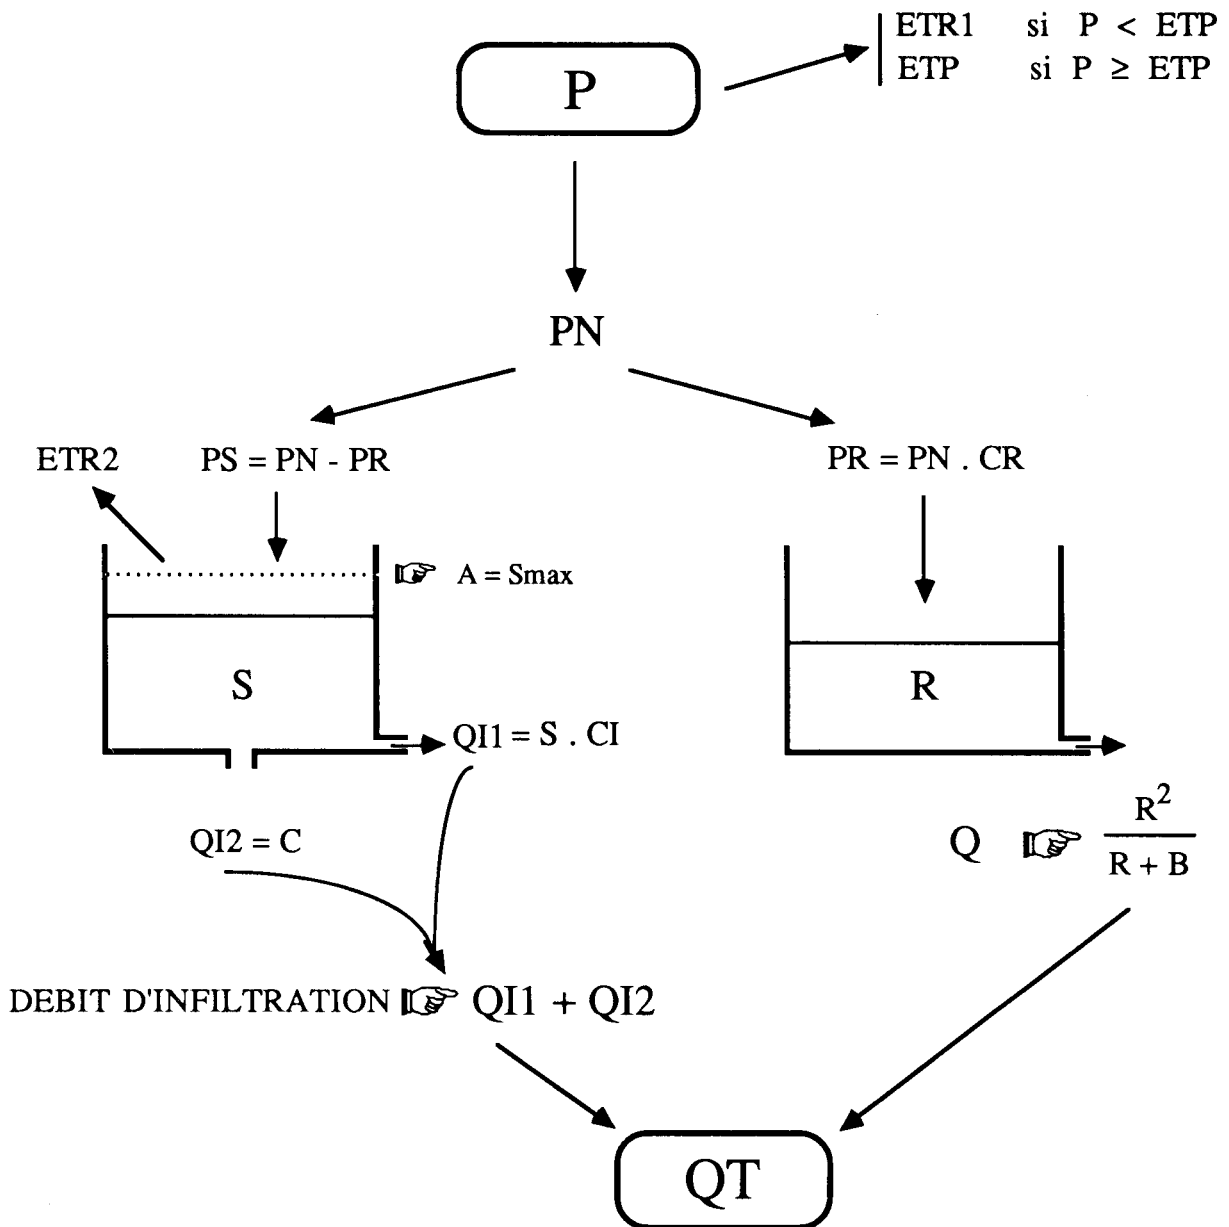 ETR1 si P < ETP
ETP si P ≥ ETP
P
PN
ETR2
PS = PN - PR
PR = PN . CR
A = Smax
S
R
QI1 = S . CI
QI2 = C
Q
R²
R + B
DEBIT D'INFILTRATION QI1 + QI2
QT